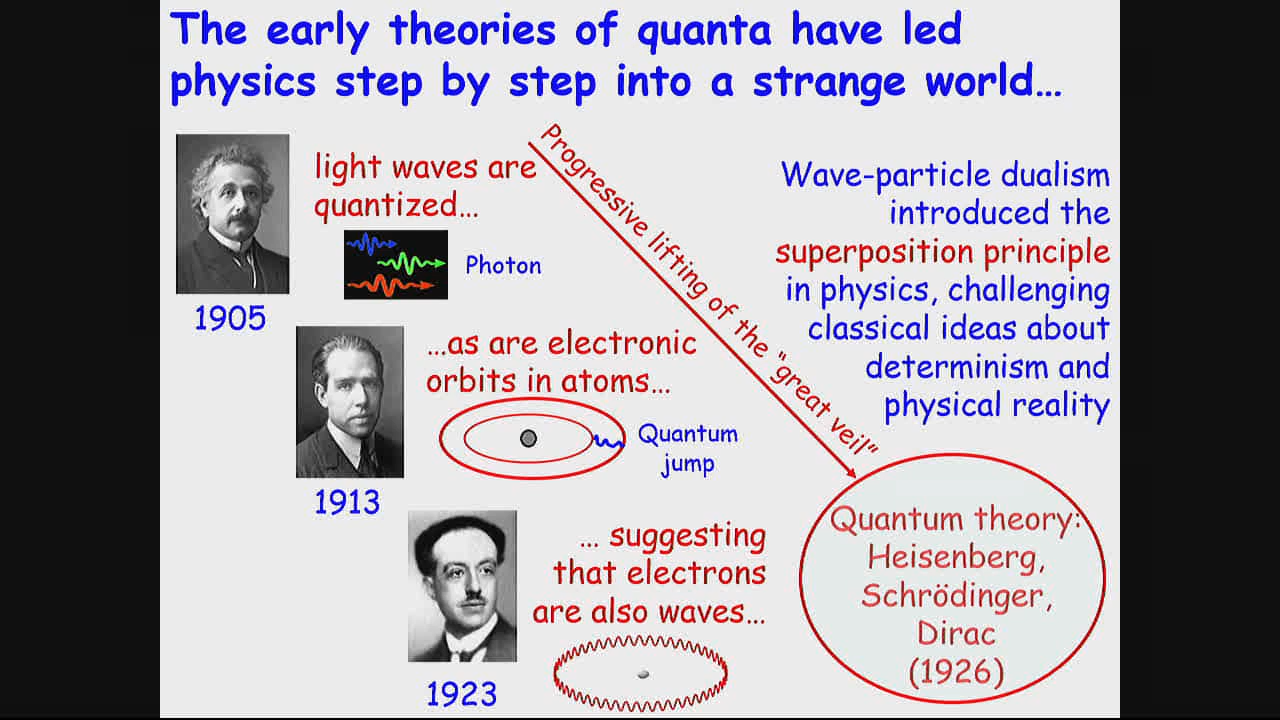 The early theories of quanta have led
physics step by step into a strange world…
light waves are
quantized…
Photon
1905
…as are electronic
orbits in atoms…
Quantum
jump
1913
… suggesting
that electrons
are also waves…
1923
Progressive lifting of the "great veil"
Wave-particle dualism
introduced the
superposition principle
in physics, challenging
classical ideas about
determinism and
physical reality
Quantum theory:
Heisenberg,
Schrödinger,
Dirac
(1926)